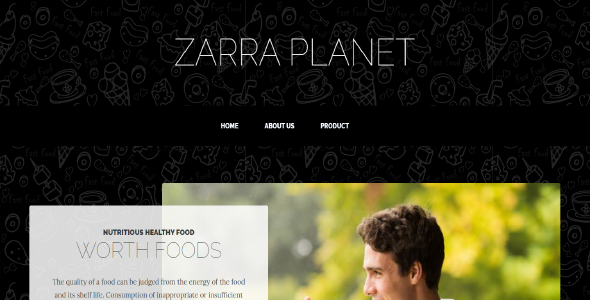 ZARRA PLANET
HOME ABOUT US PRODUCT
NUTRITIOUS HEALTHY FOOD
WORTH FOODS
The quality of a food can be judged from the energy of the food
and its shelf life. Consumption of inappropriate or insufficient